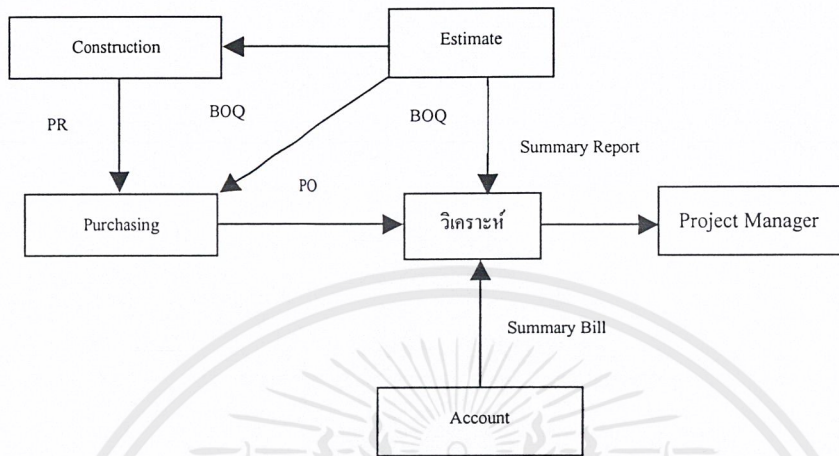 Construction
Estimate
PR
BOQ
BOQ
Summary Report
PO
Purchasing
วิเคราะห์
Project Manager
Summary Bill
Account